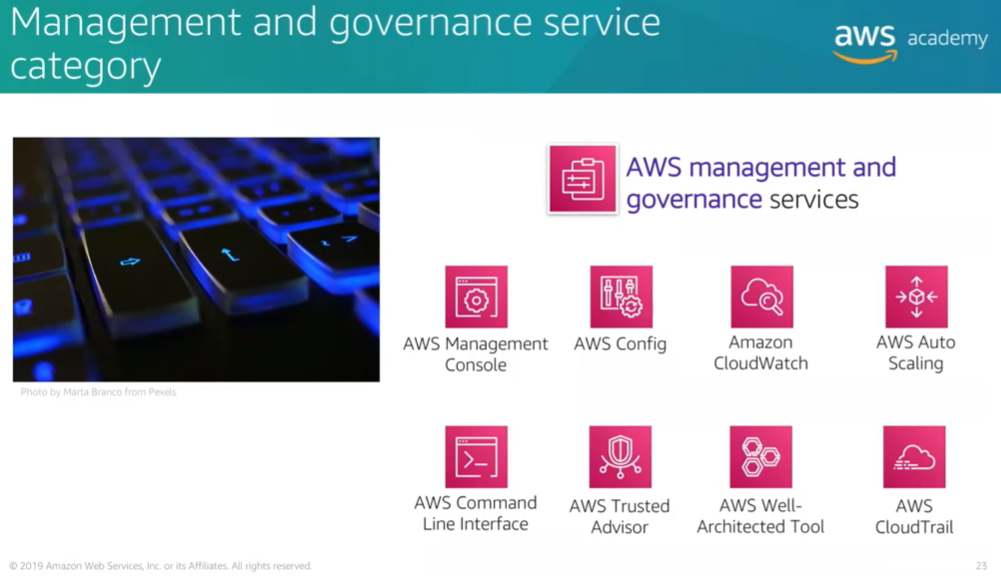 Management and governance service
category
aws academy
Photo by Marta Branco from Pexels
AWS management and
governance services
AWS Management
Console
AWS Config
Amazon
CloudWatch
AWS Auto
Scaling
AWS Command
Line Interface
AWS Trusted
Advisor
AWS Well-
Architected Tool
AWS
CloudTrail
© 2019 Amazon Web Services, Inc. or its Affiliates. All rights reserved.
23